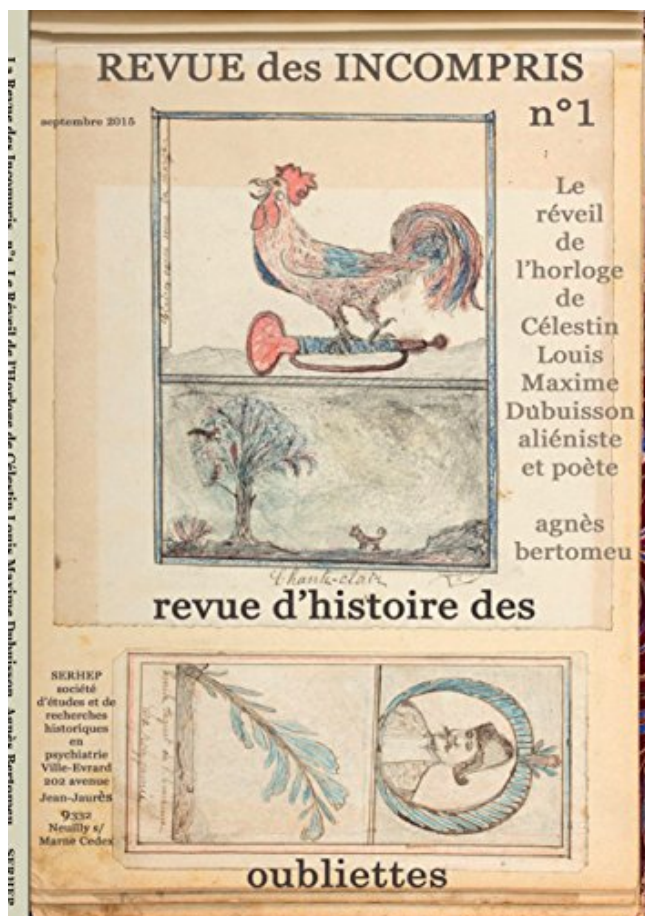 REVUE des INCOMPRIS
n°1
septembre 2015
Le
réveil
de
l'horloge
de
Célestin
Louis
Maxime
Dubuisson
aliéniste
et poète
agnès
bertomeu
Chante-clair
revue d'histoire des
SERHEP
société
d'études et de
recherches
historiques
en
psychiatrie
Ville-Evrard
202 avenue
Jean-Jaurès
9332
Neuilly s/
Marne Cedex
oubliettes